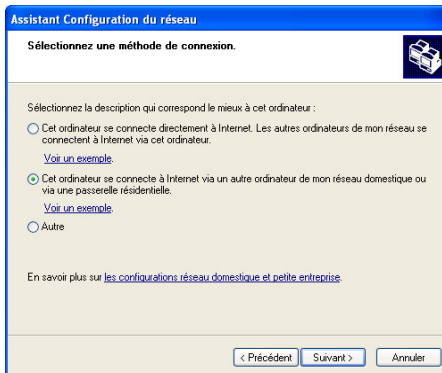 Assistant Configuration du réseau
Sélectionnez une méthode de connexion.
Sélectionnez la description qui correspond le mieux à cet ordinateur :
Cet ordinateur se connecte directement à Internet. Les autres ordinateurs de mon réseau se
connectent à Internet via cet ordinateur.
Voir un exemple.
Cet ordinateur se connecte à Internet via un autre ordinateur de mon réseau domestique ou
via une passerelle résidentielle.
Voir un exemple.
Autre
En savoir plus sur les configurations réseau domestique et petite entreprise.
< Précédent Suivant > Annuler